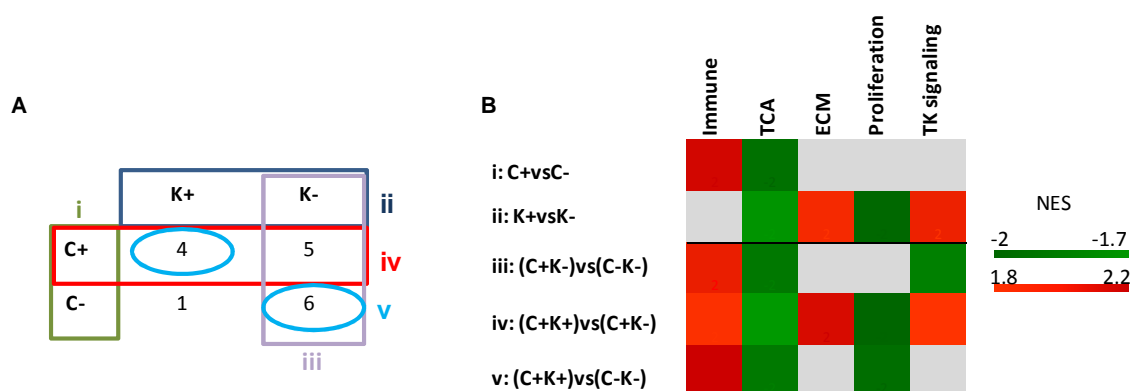 A
K+ K-
i
ii
C+ 4 5
iv
C- 1 6
v
iii
B
Immune
TCA
ECM
Proliferation
TK signaling
i: C+vsC-
ii: K+vsK-
iii: (C+K-)vs(C-K-)
iv: (C+K+)vs(C+K-)
v: (C+K+)vs(C-K-)
NES
-2 -1.7
1.8 2.2